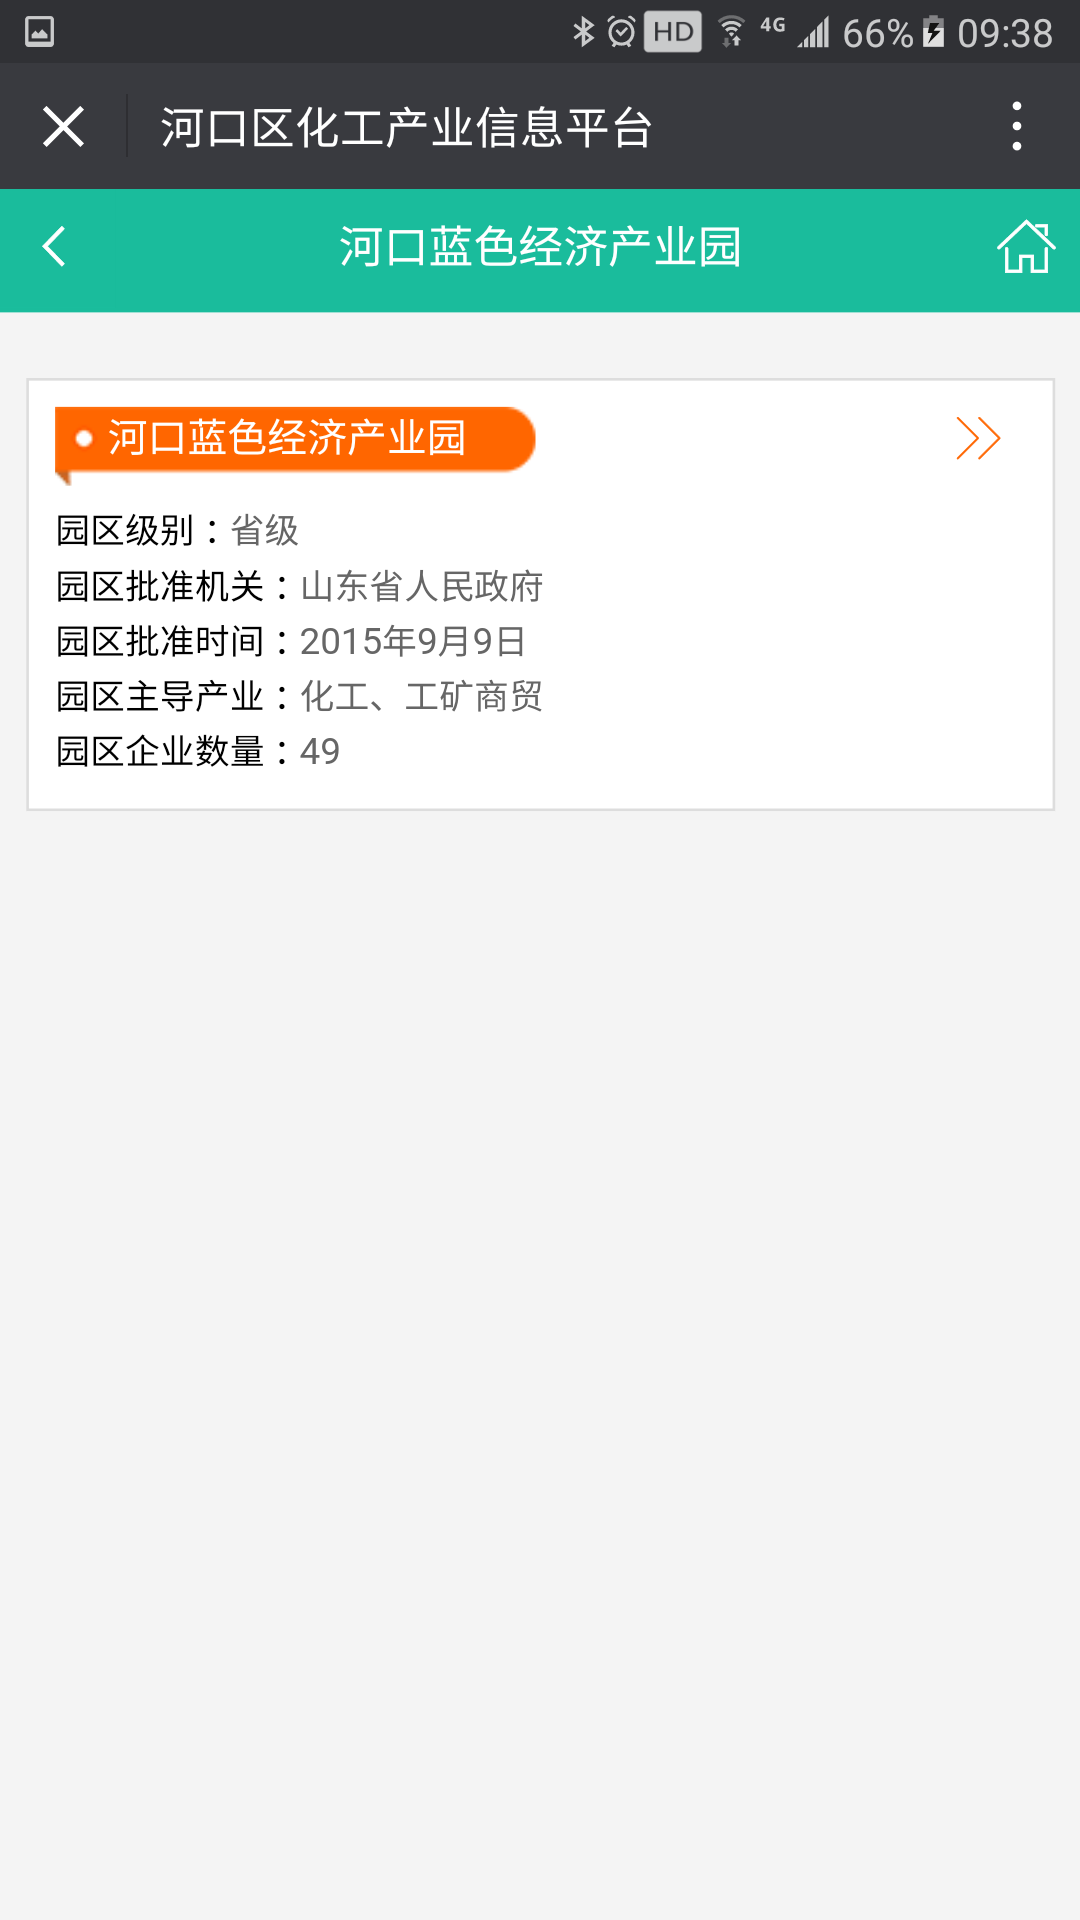 HD 4G 66% 09:38
河口区化工产业信息平台
河口蓝色经济产业园
河口蓝色经济产业园
园区级别：省级
园区批准机关：山东省人民政府
园区批准时间：2015年9月9日
园区主导产业：化工、工矿商贸
园区企业数量：49